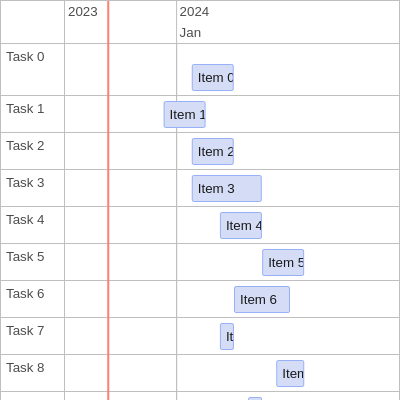 2023
2024
Jan
Task 0
Item 0
Task 1
Item 1
Task 2
Item 2
Task 3
Item 3
Task 4
Item 4
Task 5
Item 5
Task 6
Item 6
Task 7
It
Task 8
Item